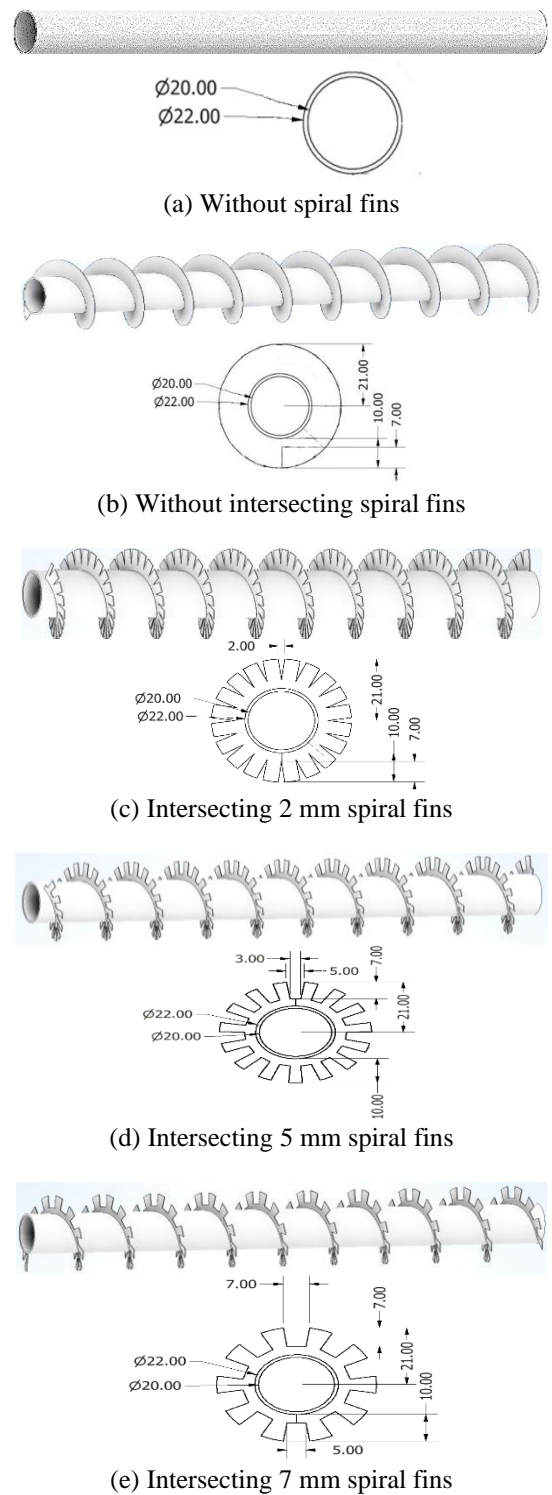 Ø20.00
Ø22.00
(a) Without spiral fins
Ø20.00
Ø22.00
21.00
10.00
7.00
(b) Without intersecting spiral fins
2.00
Ø20.00
Ø22.00
21.00
10.00
7.00
(c) Intersecting 2 mm spiral fins
3.00
5.00
7.00
Ø22.00
Ø20.00
21.00
10.00
(d) Intersecting 5 mm spiral fins
7.00
7.00
Ø22.00
Ø20.00
21.00
10.00
5.00
(e) Intersecting 7 mm spiral fins